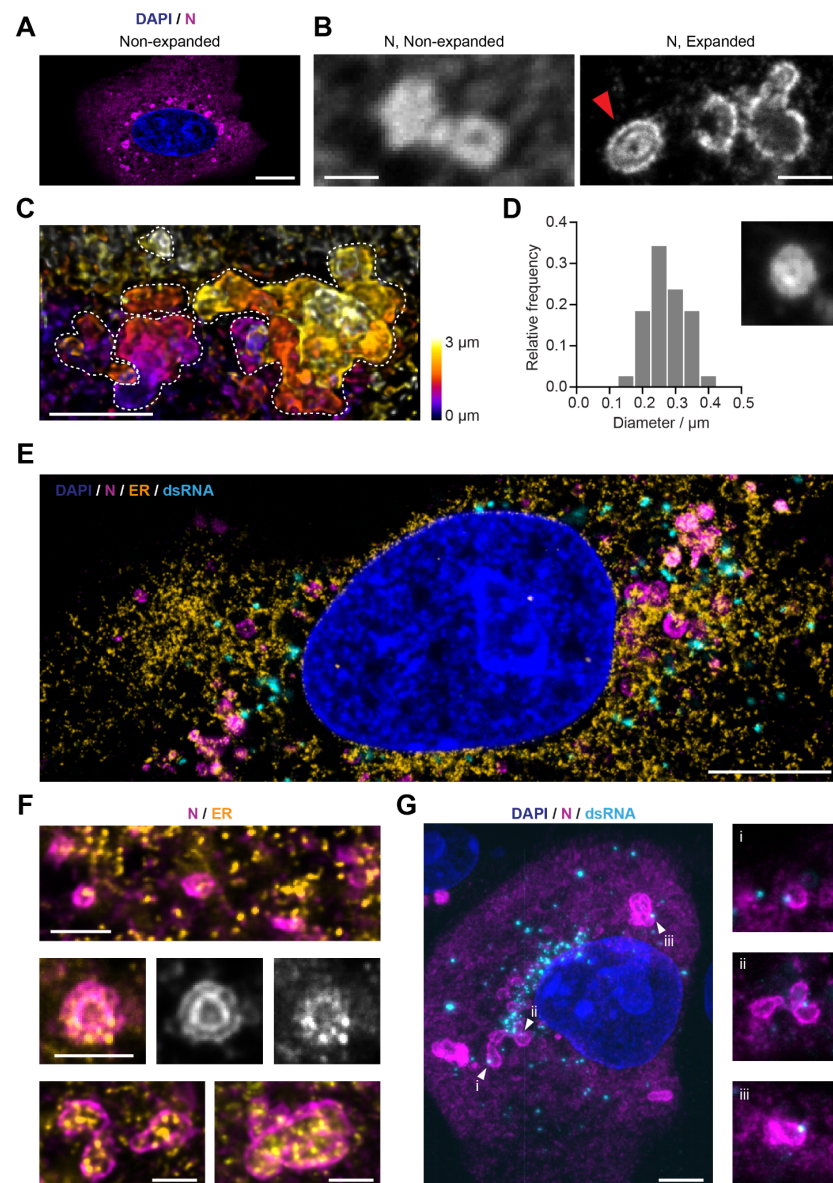 A
DAPI / N
Non-expanded
B
N, Non-expanded
N, Expanded
C
3 µm
0 µm
D
Relative frequency
0.4
0.3
0.2
0.1
0.0
0.0 0.1 0.2 0.3 0.4 0.5
Diameter / µm
E
DAPI / N / ER / dsRNA
F
N / ER
G
DAPI / N / dsRNA
i
ii
iii
i
ii
iii